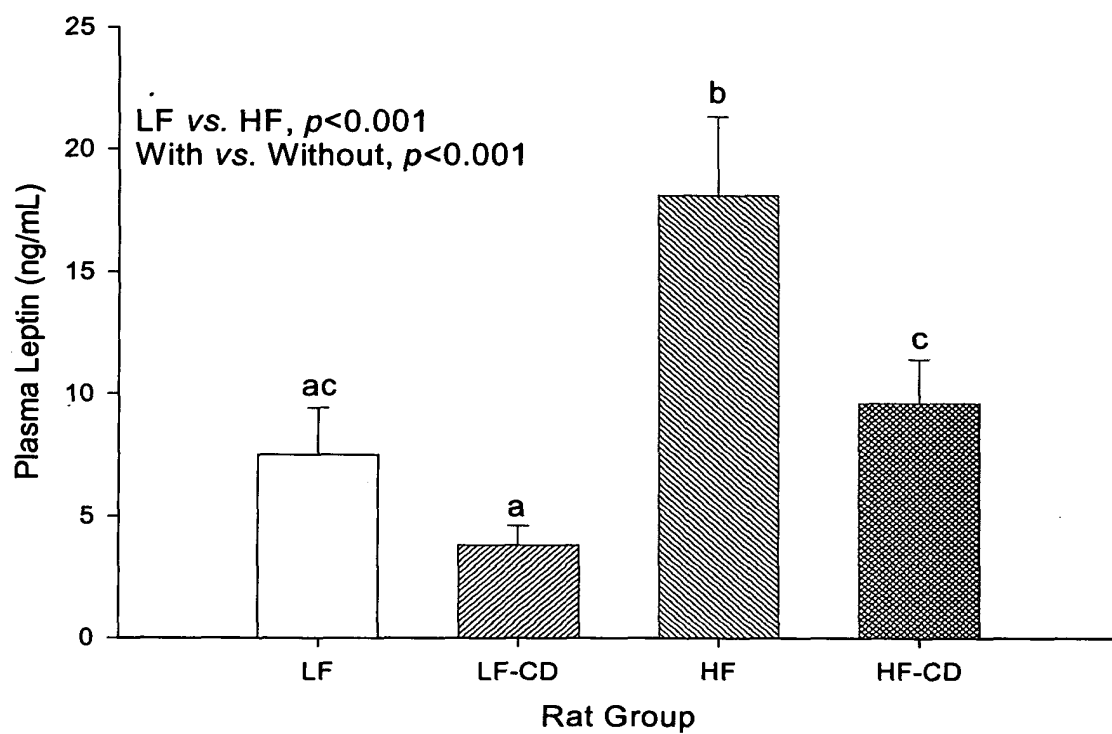 25
LF vs. HF, p<0.001
With vs. Without, p<0.001
20
15
10
5
0
Plasma Leptin (ng/mL)
ac
a
b
c
LF
LF-CD
HF
HF-CD
Rat Group